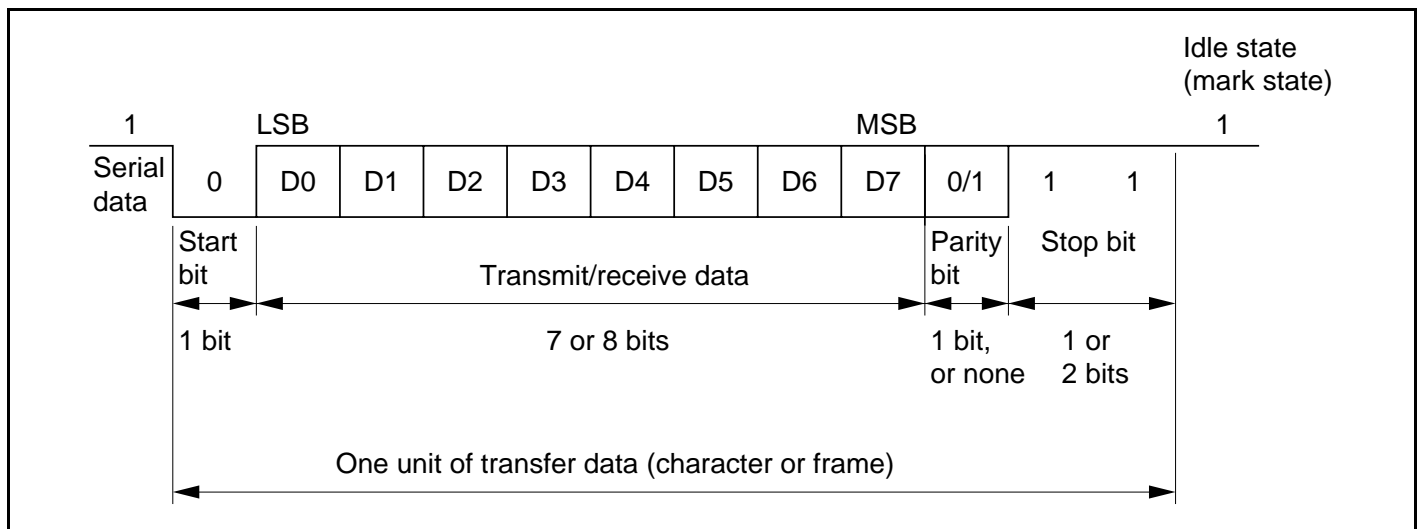 Idle state
(mark state)
1 LSB MSB 1
Serial
data
0 D0 D1 D2 D3 D4 D5 D6 D7 0/1 1 1
Start
bit
Transmit/receive data
Parity
bit
Stop bit
1 bit
7 or 8 bits
1 bit,
or none
1 or
2 bits
One unit of transfer data (character or frame)